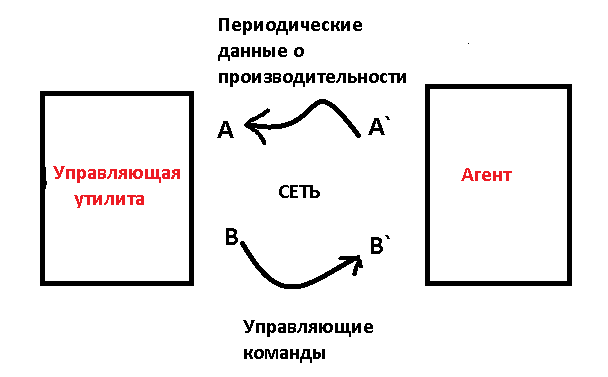 Периодические
данные о
производительности
A
A`
Управляющая
утилита
СЕТЬ
Агент
B
B`
Управляющие
команды